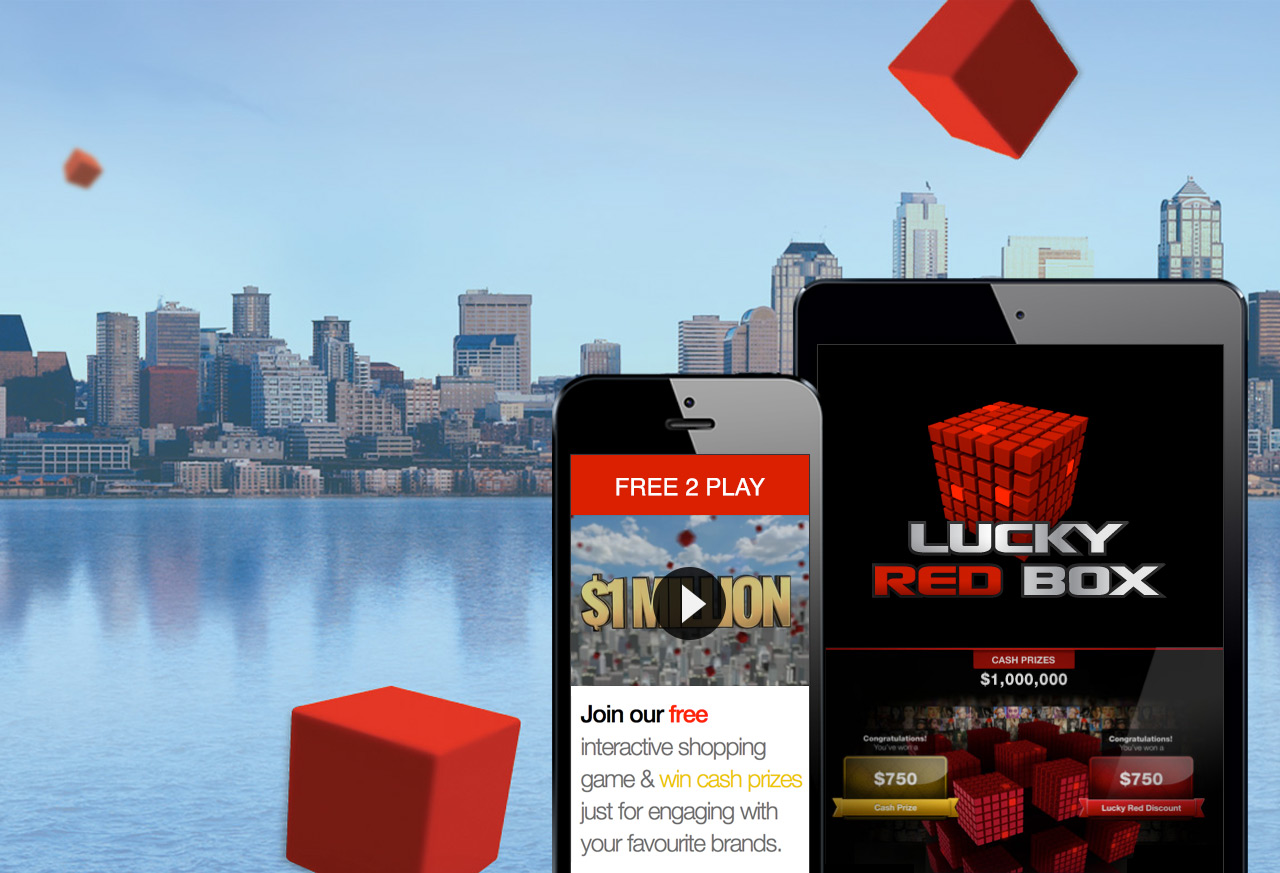 FREE 2 PLAY
$1 MILLION
Join our free
interactive shopping
game & win cash prizes
just for engaging with
your favourite brands.
LUCKY
RED BOX
CASH PRIZES
$1,000,000
Congratulations!
You've won a
$750
Cash Prize
Congratulations!
You've won a
$750
Lucky Red Discount